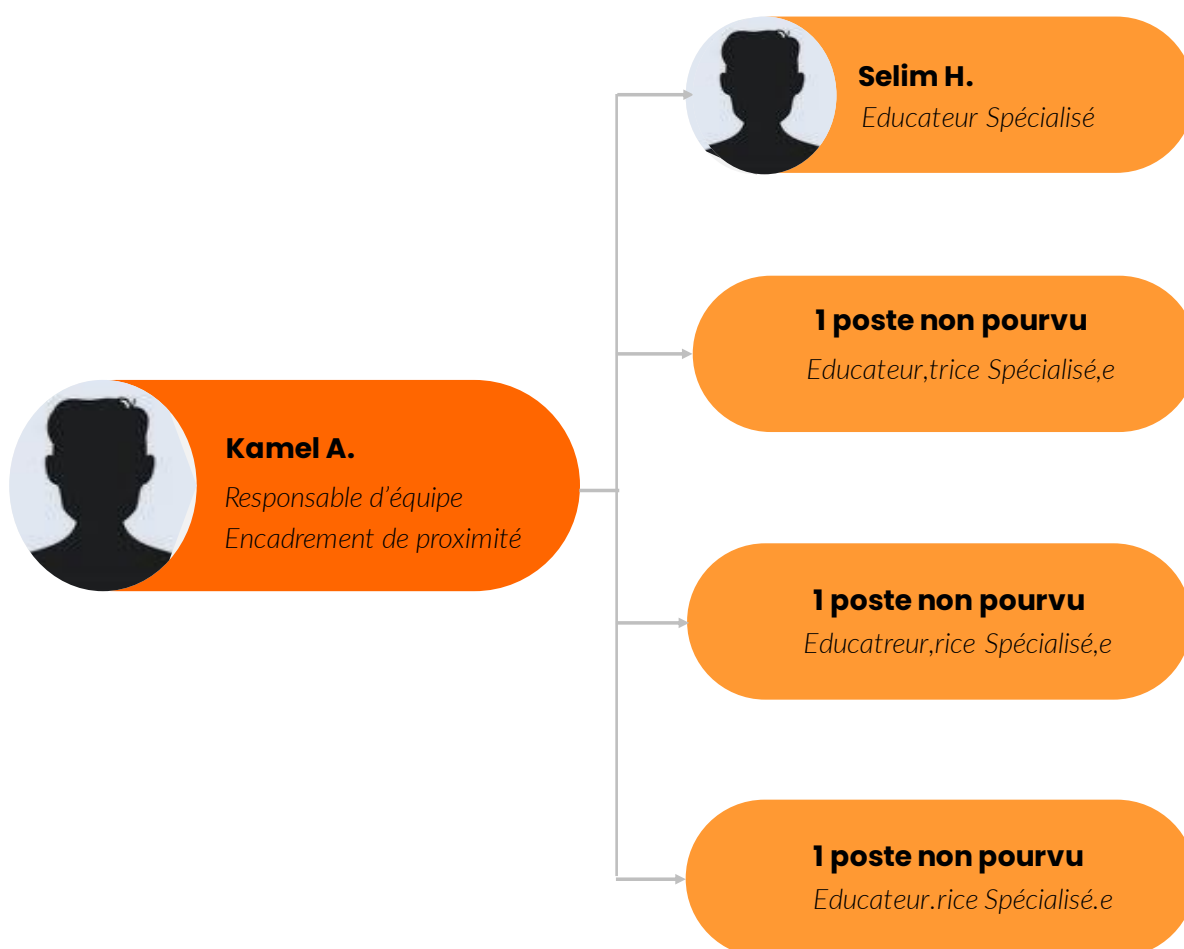 Selim H.
Educateur Spécialisé
1 poste non pourvu
Educateur,trice Spécialisé,e
Kamel A.
Responsable d’équipe
Encadrement de proximité
1 poste non pourvu
Educatreur,rice Spécialisé,e
1 poste non pourvu
Educateur.rice Spécialisé.e